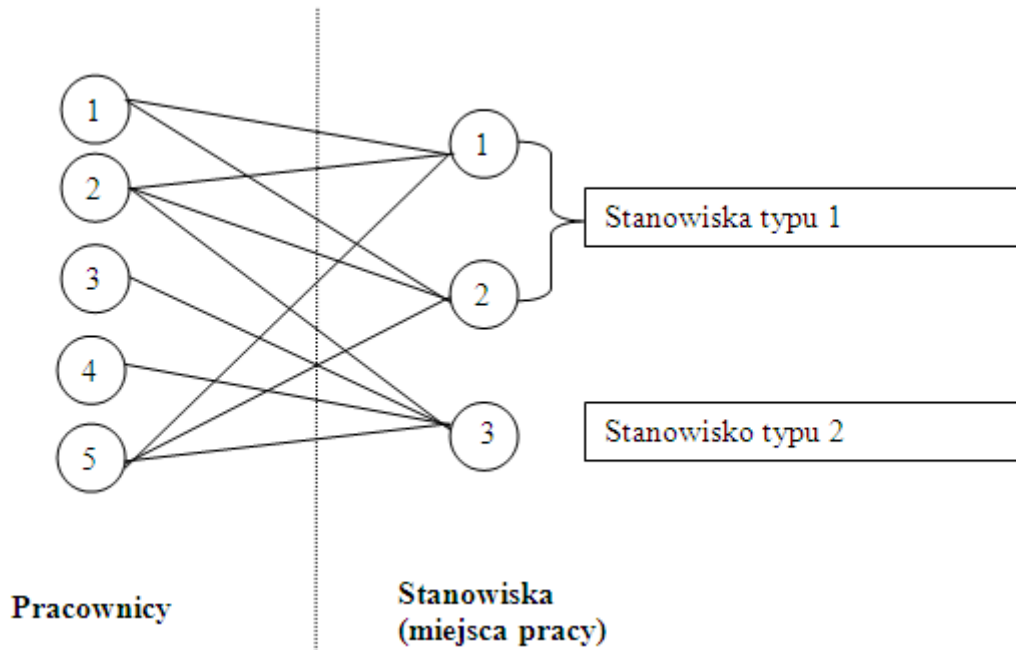 1
2
3
4
5
1
2
3
Stanowiska typu 1
Stanowisko typu 2
Pracownicy
Stanowiska
(miejsca pracy)